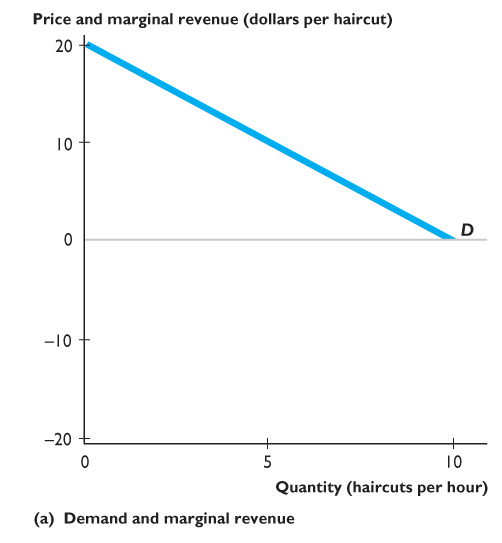 Price and marginal revenue (dollars per haircut)
20
10
0
D
–10
–20
0 5 10
Quantity (haircuts per hour)
(a) Demand and marginal revenue